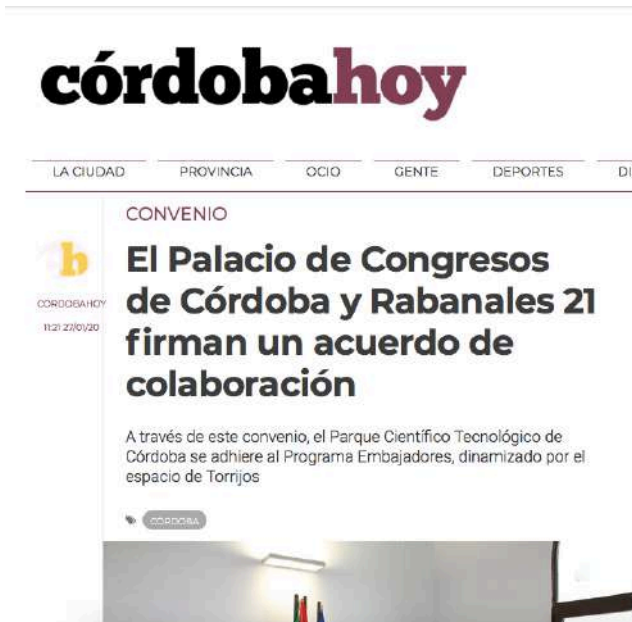 córdobahoy
LA CIUDAD PROVINCIA OCIO GENTE DEPORTES DI
CONVENIO
h
CORDOBAHOY
11:21 27/01/20
El Palacio de Congresos
de Córdoba y Rabanales 21
firman un acuerdo de
colaboración
A través de este convenio, el Parque Científico Tecnológico de
Córdoba se adhiere al Programa Embajadores, dinamizado por el
espacio de Torrijos
CÓRDOBA